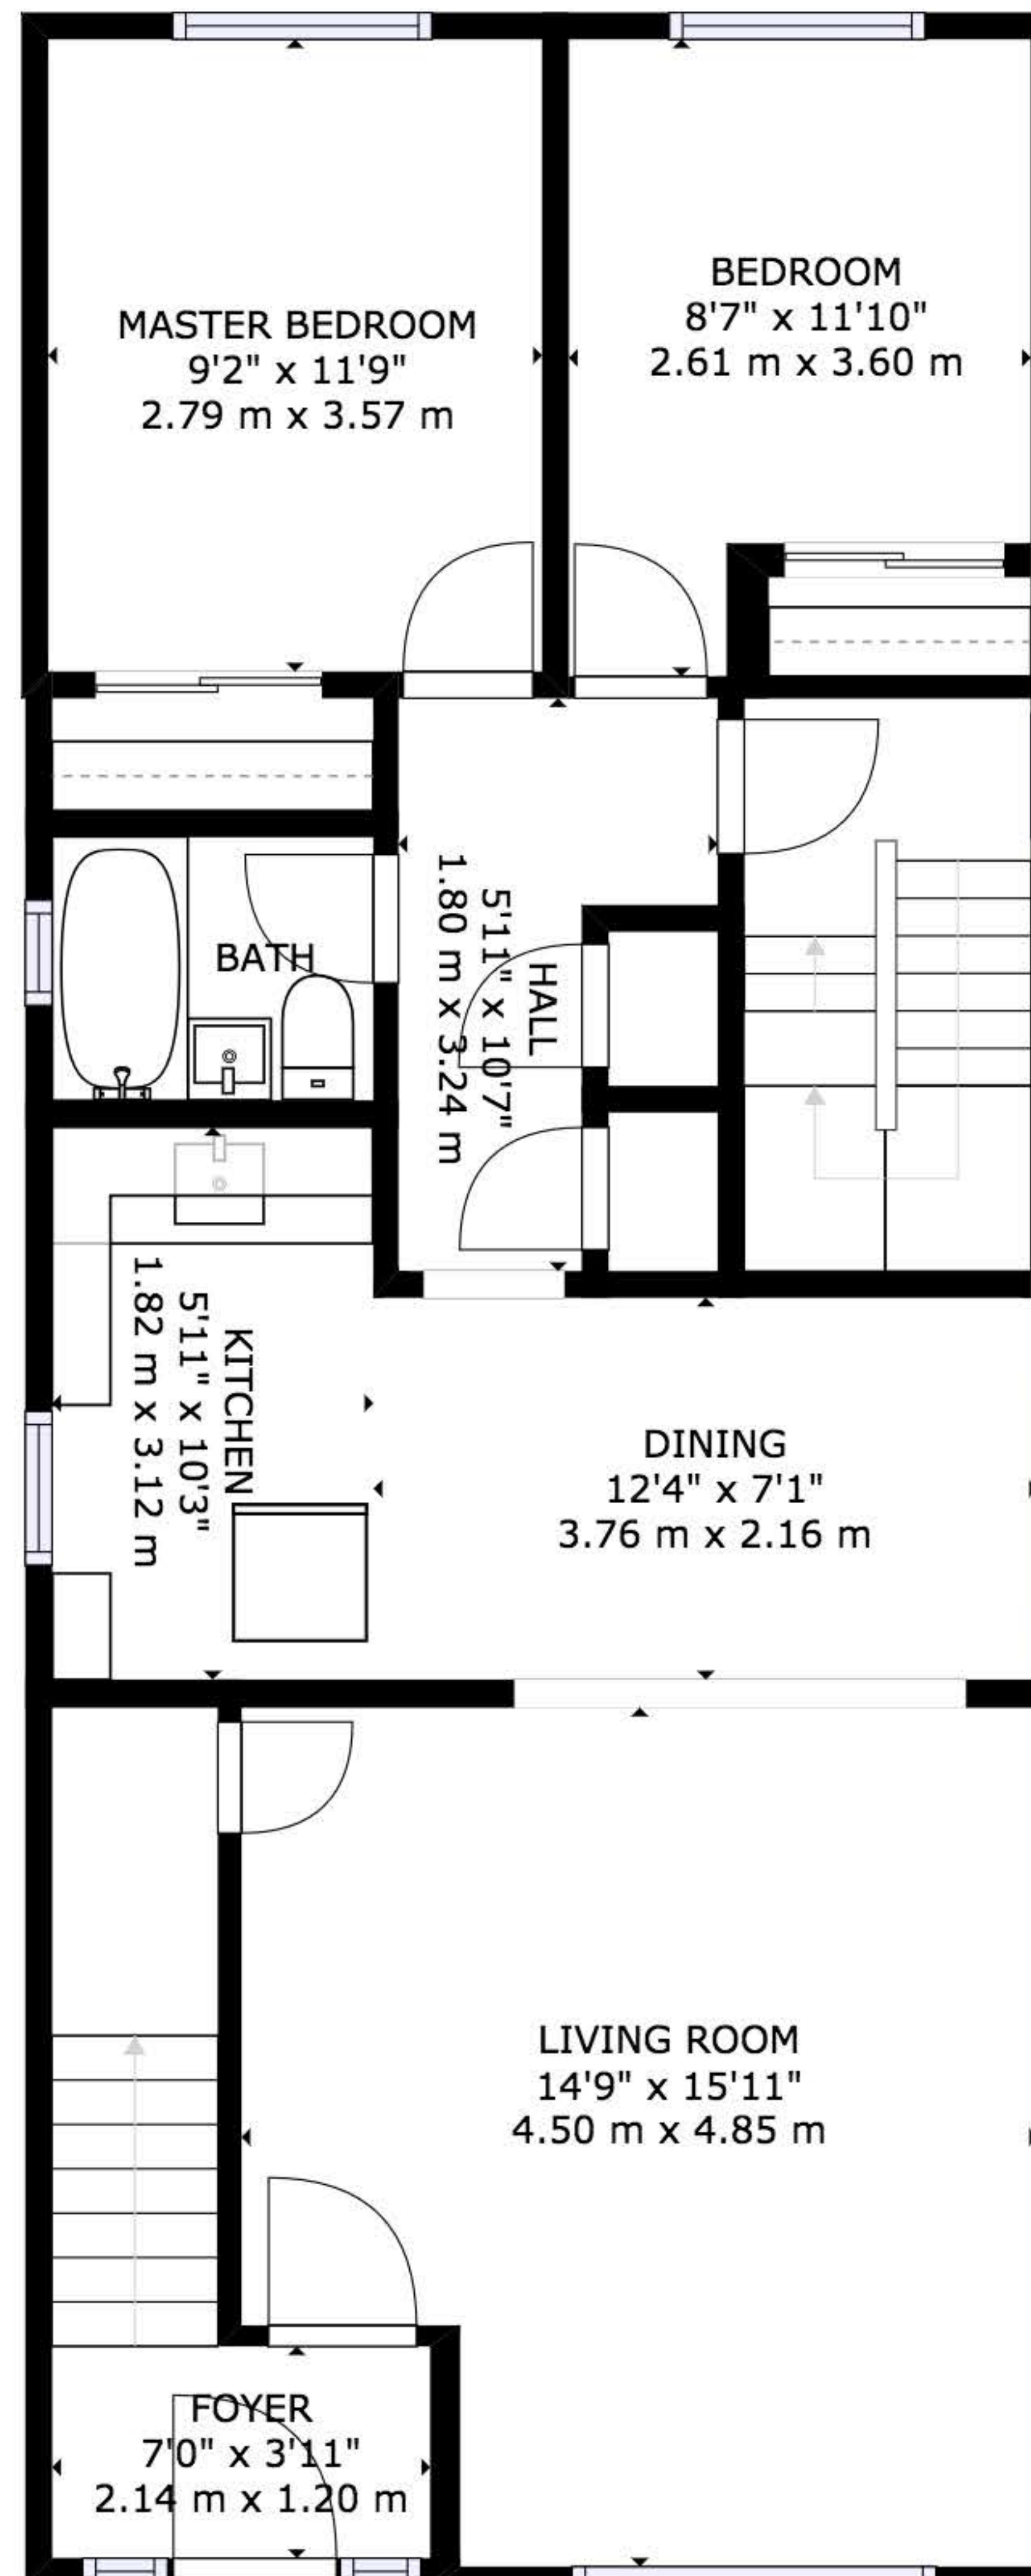 MASTER BEDROOM
9'2" x 11'9"
2.79 m x 3.57 m
BEDROOM
8'7" x 11'10"
2.61 m x 3.60 m
BATH
HALL
5'11" x 10'7"
1.80 m x 3.24 m
KITCHEN
5'11" x 10'3"
1.82 m x 3.12 m
DINING
12'4" x 7'1"
3.76 m x 2.16 m
LIVING ROOM
14'9" x 15'11"
4.50 m x 4.85 m
FOYER
7'0" x 3'11"
2.14 m x 1.20 m